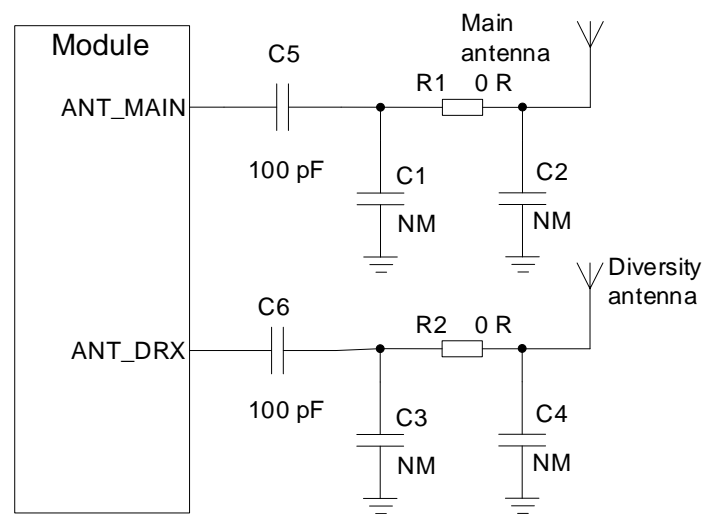 Module
Main
antenna
C5
R1 0 R
ANT_MAIN
100 pF
C1
C2
NM
NM
Diversity
antenna
C6
R2 0 R
ANT_DRX
100 pF
C3
C4
NM
NM